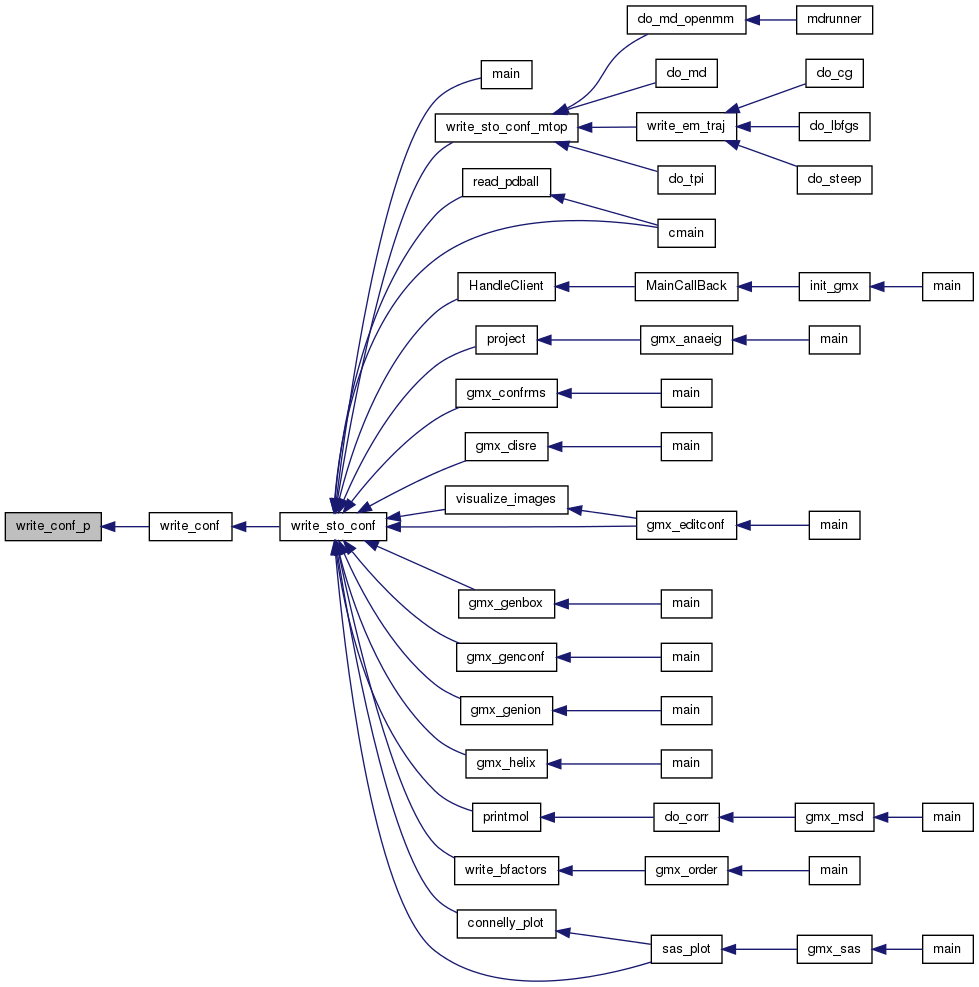 do_md_openmm
mdrunner
main
do_md
do_cg
write_sto_conf_mtop
write_em_traj
do_lbfgs
read_pdball
do_tpi
do_steep
cmain
HandleClient
MainCallBack
init_gmx
main
project
gmx_anaeig
main
gmx_confrms
main
gmx_disre
main
visualize_images
write_conf_p
write_conf
write_sto_conf
gmx_editconf
main
gmx_genbox
main
gmx_genconf
main
gmx_genion
main
gmx_helix
main
printmol
do_corr
gmx_msd
main
write_bfactors
gmx_order
main
connelly_plot
sas_plot
gmx_sas
main